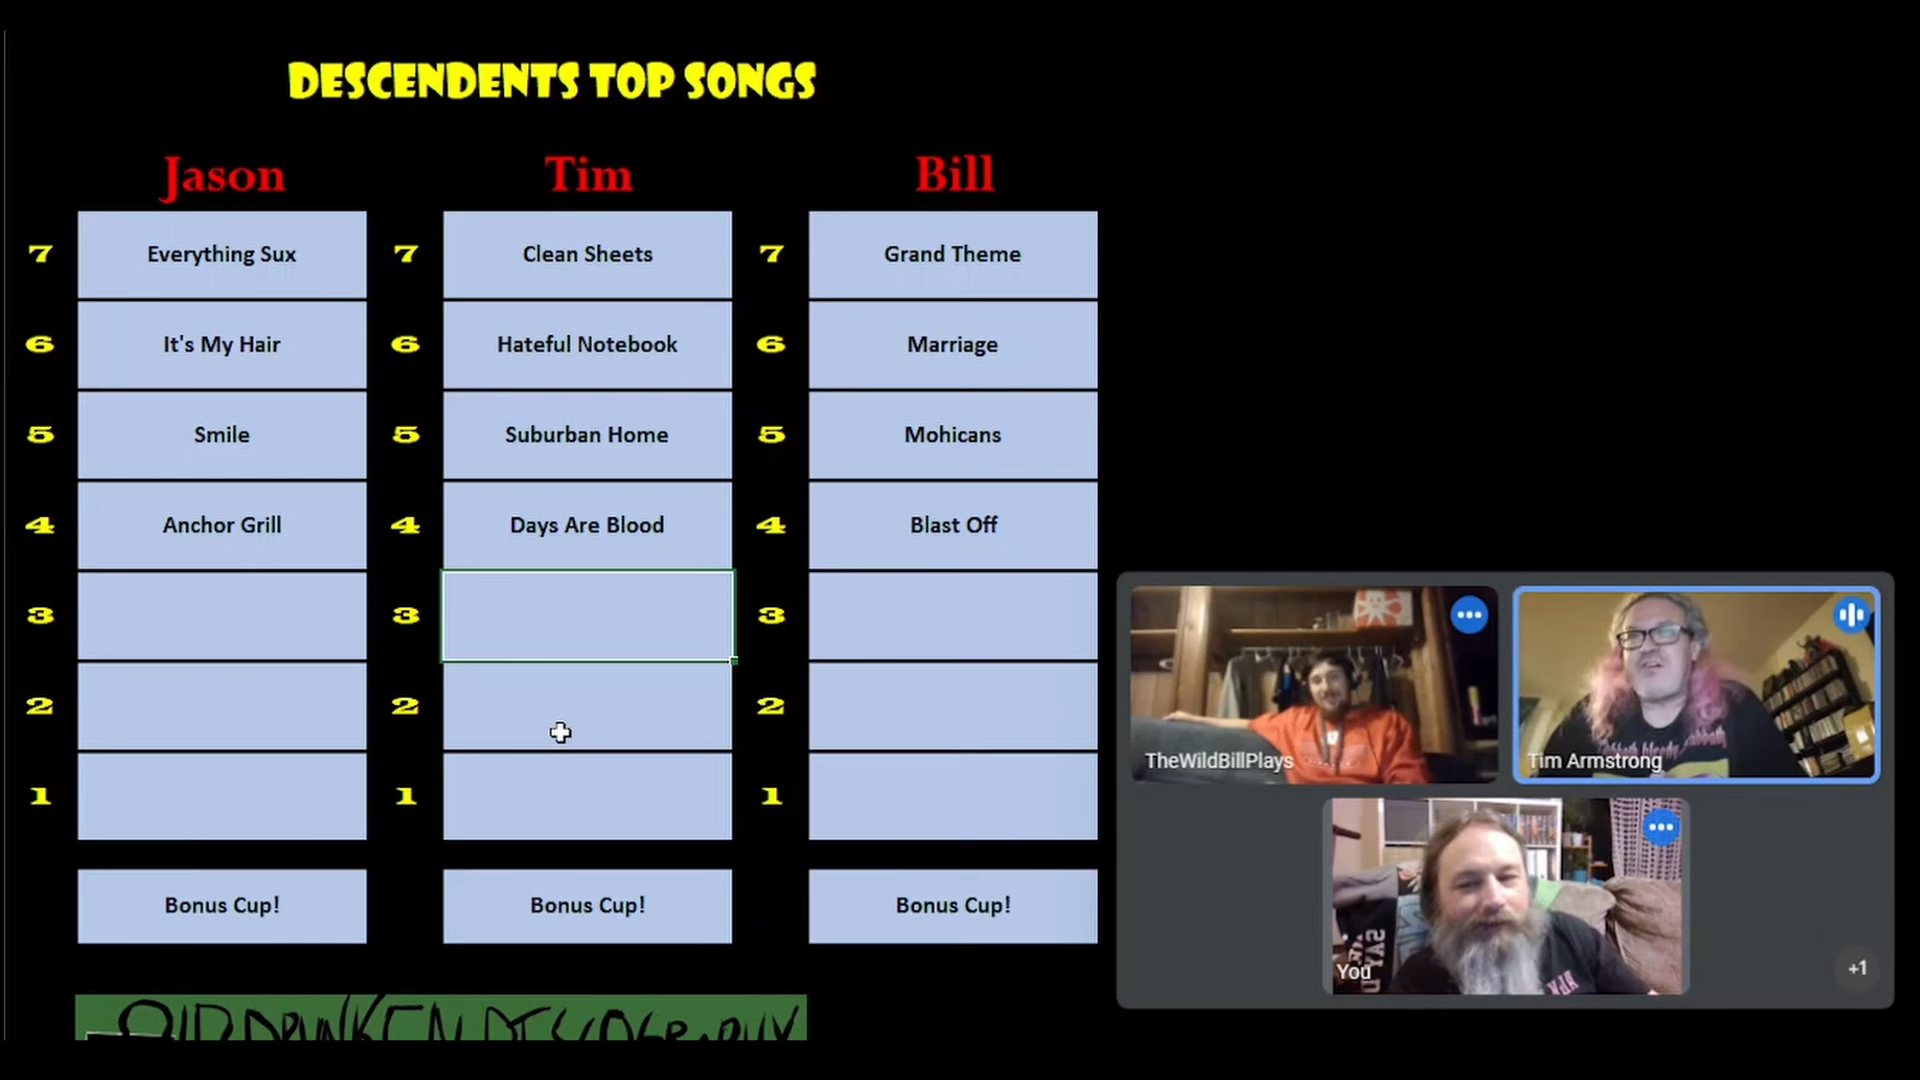 DESCENDENTS TOP SONGS
Jason Tim Bill
7 Everything Sux 7 Clean Sheets 7 Grand Theme
6 It's My Hair 6 Hateful Notebook 6 Marriage
5 Smile 5 Suburban Home 5 Mohicans
4 Anchor Grill 4 Days Are Blood 4 Blast Off
3 3 3
2 2 2
1 1 1
Bonus Cup! Bonus Cup! Bonus Cup!
TheWildBillPlays
Tim Armstrong
You
+1